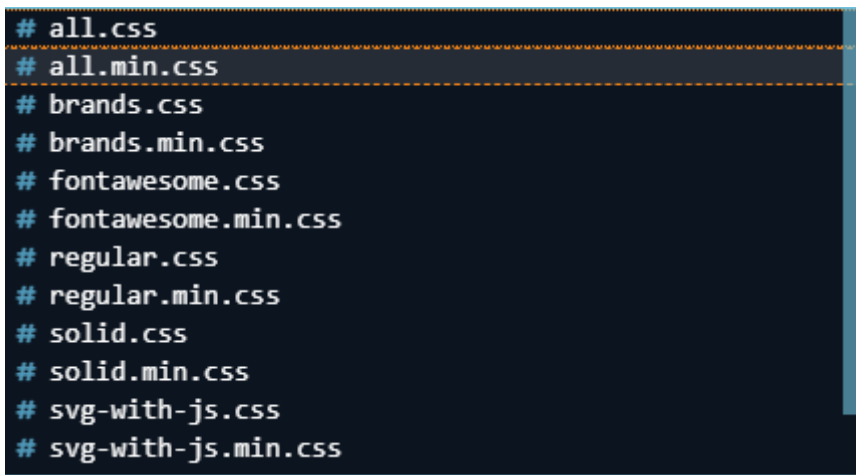 # all.css
# all.min.css
# brands.css
# brands.min.css
# fontawesome.css
# fontawesome.min.css
# regular.css
# regular.min.css
# solid.css
# solid.min.css
# svg-with-js.css
# svg-with-js.min.css